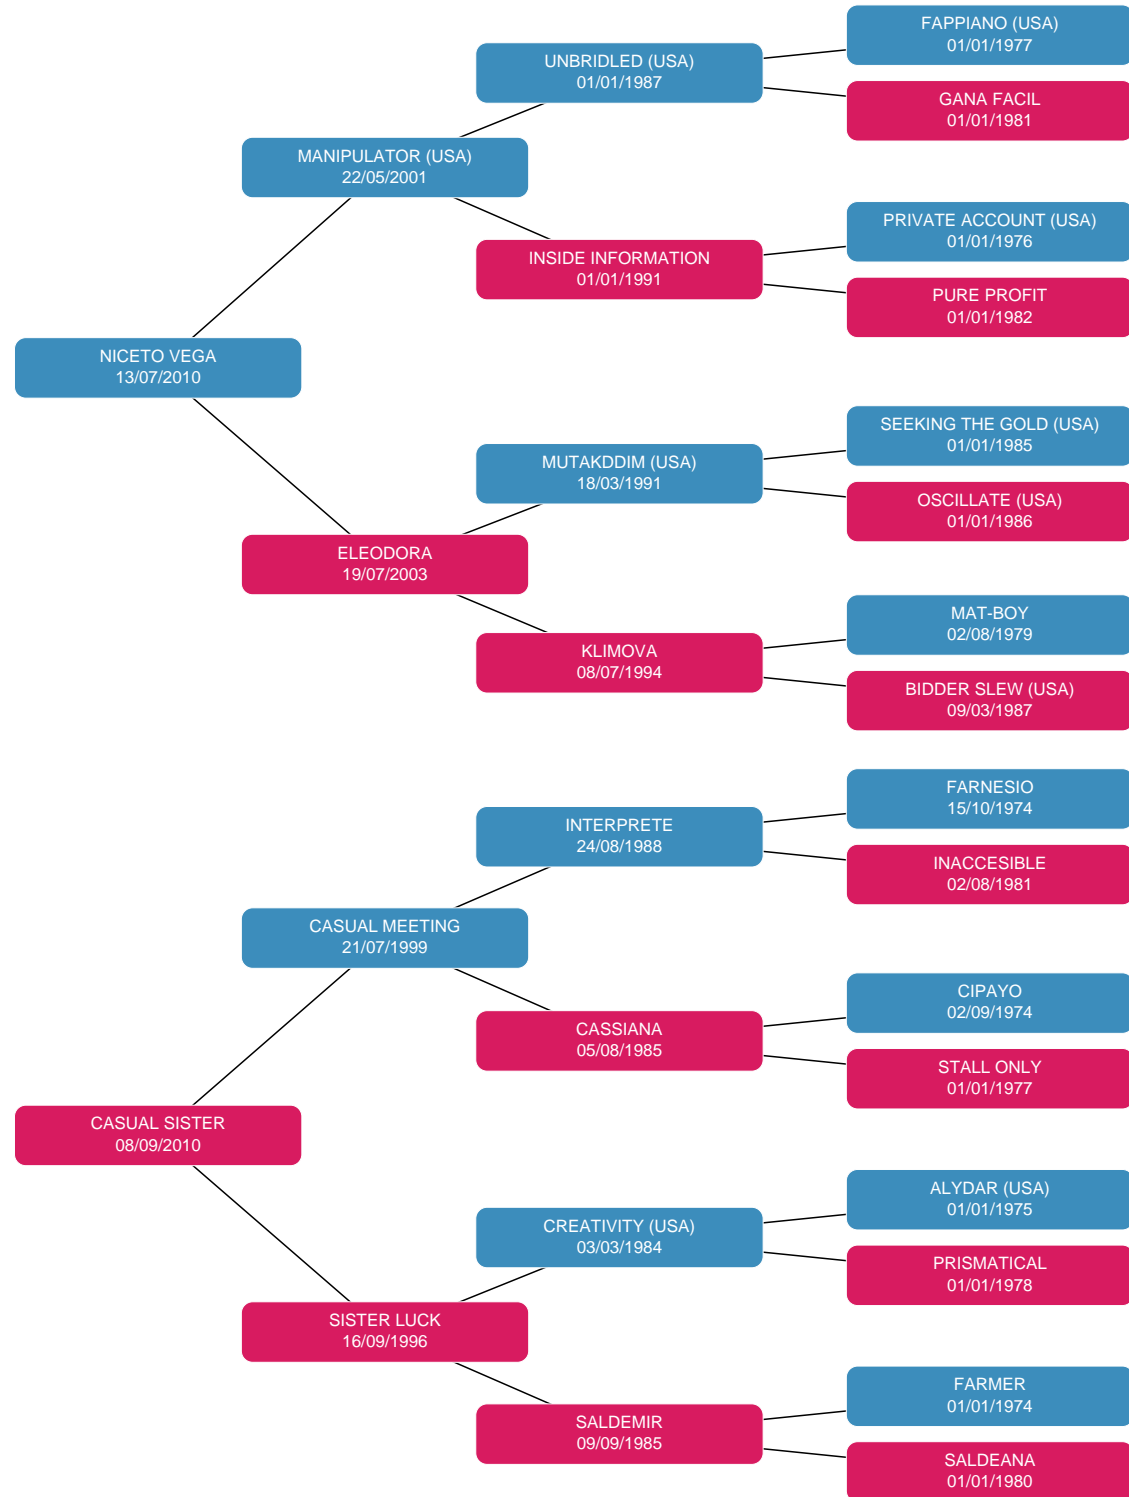 FAPPIANO (USA)
01/01/1977
UNBRIDLED (USA)
01/01/1987
GANA FACIL
01/01/1981
MANIPULATOR (USA)
22/05/2001
PRIVATE ACCOUNT (USA)
01/01/1976
INSIDE INFORMATION
01/01/1991
PURE PROFIT
01/01/1982
NICETO VEGA
13/07/2010
SEEKING THE GOLD (USA)
01/01/1985
MUTAKDDIM (USA)
18/03/1991
OSCILLATE (USA)
01/01/1986
ELEODORA
19/07/2003
MAT-BOY
02/08/1979
KLIMOVA
08/07/1994
BIDDER SLEW (USA)
09/03/1987
FARNESIO
15/10/1974
INTERPRETE
24/08/1988
INACCESIBLE
02/08/1981
CASUAL MEETING
21/07/1999
CIPAYO
02/09/1974
CASSIANA
05/08/1985
STALL ONLY
01/01/1977
CASUAL SISTER
08/09/2010
ALYDAR (USA)
01/01/1975
CREATIVITY (USA)
03/03/1984
PRISMATICAL
01/01/1978
SISTER LUCK
16/09/1996
FARMER
01/01/1974
SALDEMIR
09/09/1985
SALDEANA
01/01/1980